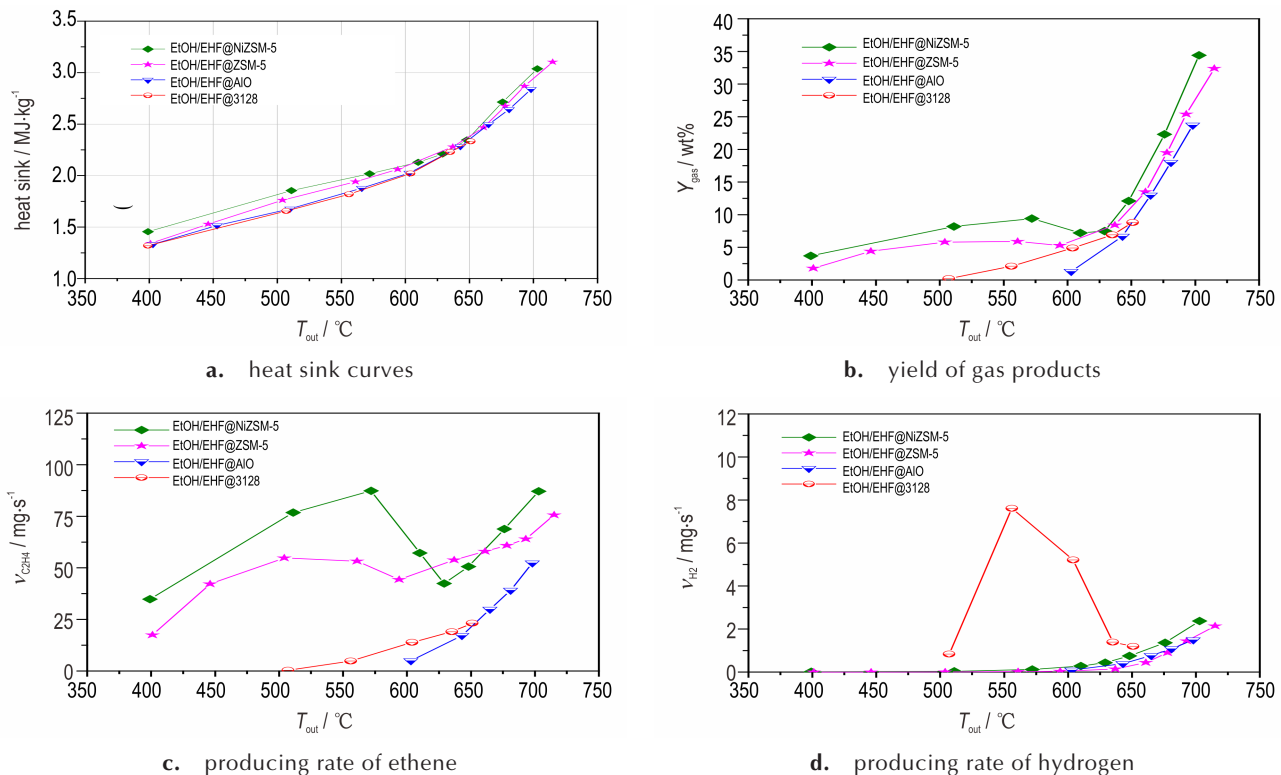 3.5
3.0
2.5
2.0
1.5
1.0
heat sink / MJ·kg⁻¹
EtOH/EHF@NiZSM-5
EtOH/EHF@ZSM-5
EtOH/EHF@AlO
EtOH/EHF@3128
350 400 450 500 550 600 650 700 750
T_out / °C
a. heat sink curves
40
35
30
25
20
15
10
5
0
Y_gas / wt%
EtOH/EHF@NiZSM-5
EtOH/EHF@ZSM-5
EtOH/EHF@AlO
EtOH/EHF@3128
350 400 450 500 550 600 650 700 750
T_out / °C
b. yield of gas products
125
100
75
50
25
0
v_C2H4 / mg·s⁻¹
EtOH/EHF@NiZSM-5
EtOH/EHF@ZSM-5
EtOH/EHF@AlO
EtOH/EHF@3128
350 400 450 500 550 600 650 700 750
T_out / °C
c. producing rate of ethene
12
10
8
6
4
2
0
v_H2 / mg·s⁻¹
EtOH/EHF@NiZSM-5
EtOH/EHF@ZSM-5
EtOH/EHF@AlO
EtOH/EHF@3128
350 400 450 500 550 600 650 700 750
T_out / °C
d. producing rate of hydrogen